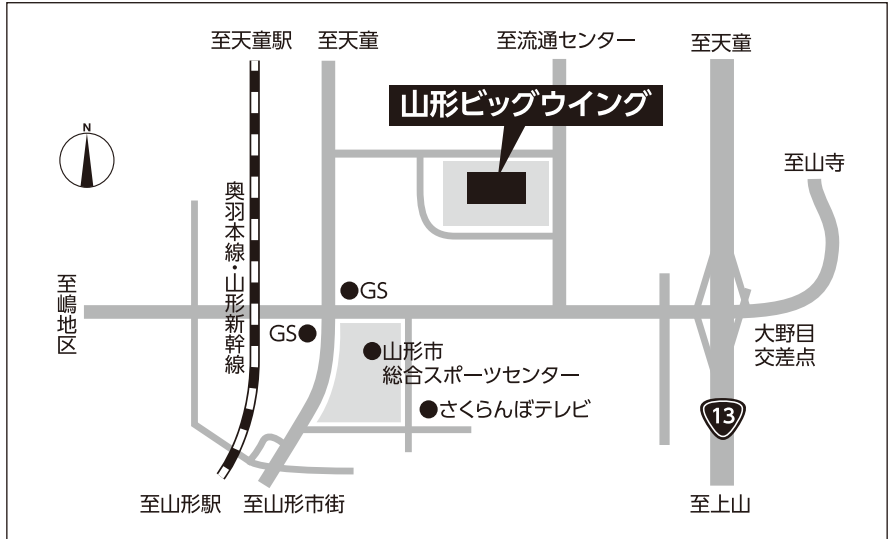 至天童駅
至天童
至流通センター
至天童
山形ビッグウイング
N
至山寺
奥羽本線・山形新幹線
至嶋地区
GS
GS
大野目
交差点
山形市
総合スポーツセンター
さくらんぼテレビ
13
至山形駅
至山形市街
至上山